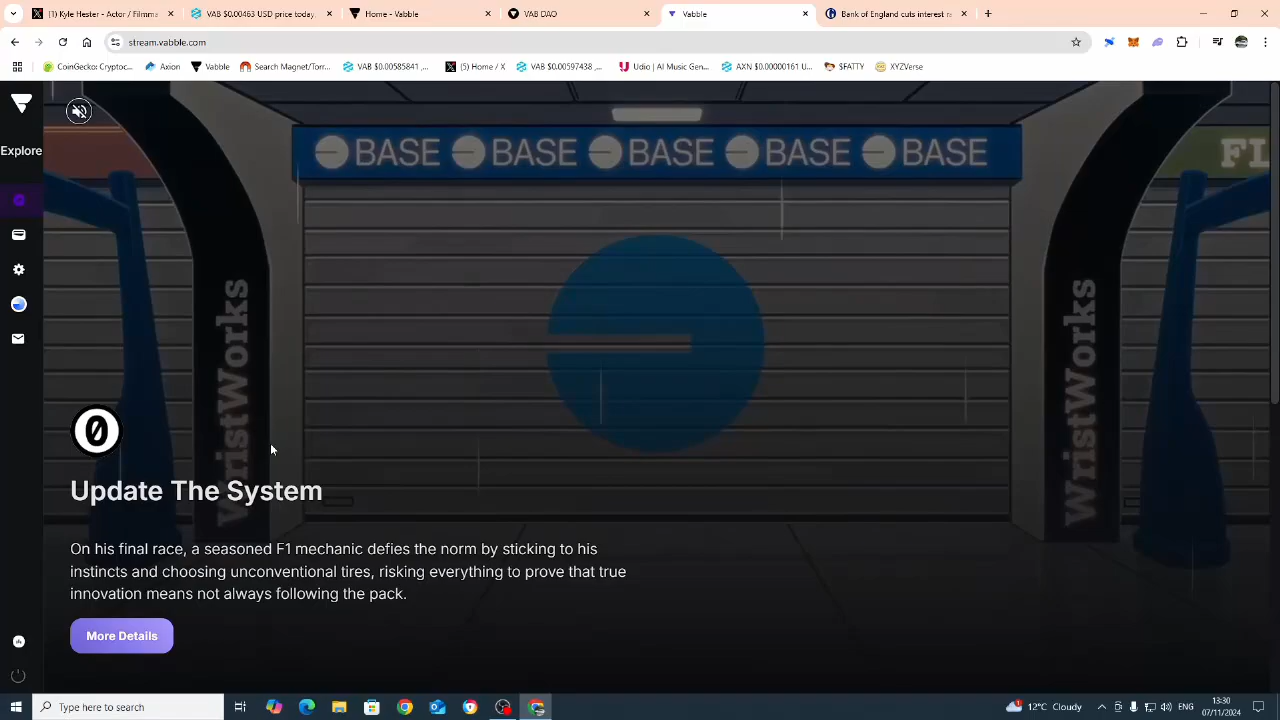 Kyle Hersten - Actor / Filmma
VAB $0.00463 price today,
Home - Vabble
VAB DAO
Vabble
Bank of England cuts interest ra
stream.vabble.com
CoinGecko: Cryptoc...
Axion
Vabble
Search Magnet/Torr...
VAB $0.00585841 ,...
(5) Home / X
VAB $0.00597438 ,...
Udio | AI Music Gen...
AXN $0.00000161 U...
$FATTY
XYZVerse
Explore
BASE BASE BASE BASE BASE
FL
WristWorks
WristWorks
0
Update The System
On his final race, a seasoned F1 mechanic defies the norm by sticking to his
instincts and choosing unconventional tires, risking everything to prove that true
innovation means not always following the pack.
More Details
Type here to search
12°C Cloudy
ENG
13:30
07/11/2024